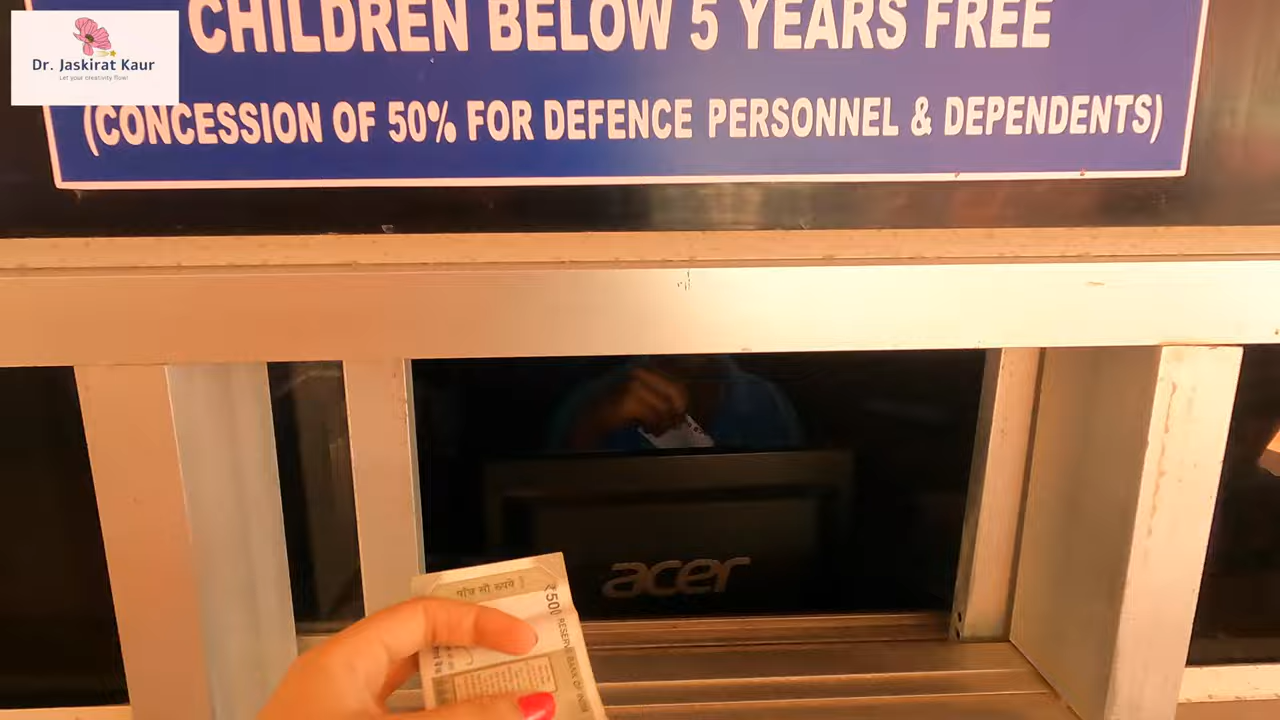 CHILDREN BELOW 5 YEARS FREE
(CONCESSION OF 50% FOR DEFENCE PERSONNEL & DEPENDENTS)
Dr. Jaskirat Kaur
Let your creativity flow!
acer
पाँच सौ रुपये
₹500 RESERVE BANK OF INDIA